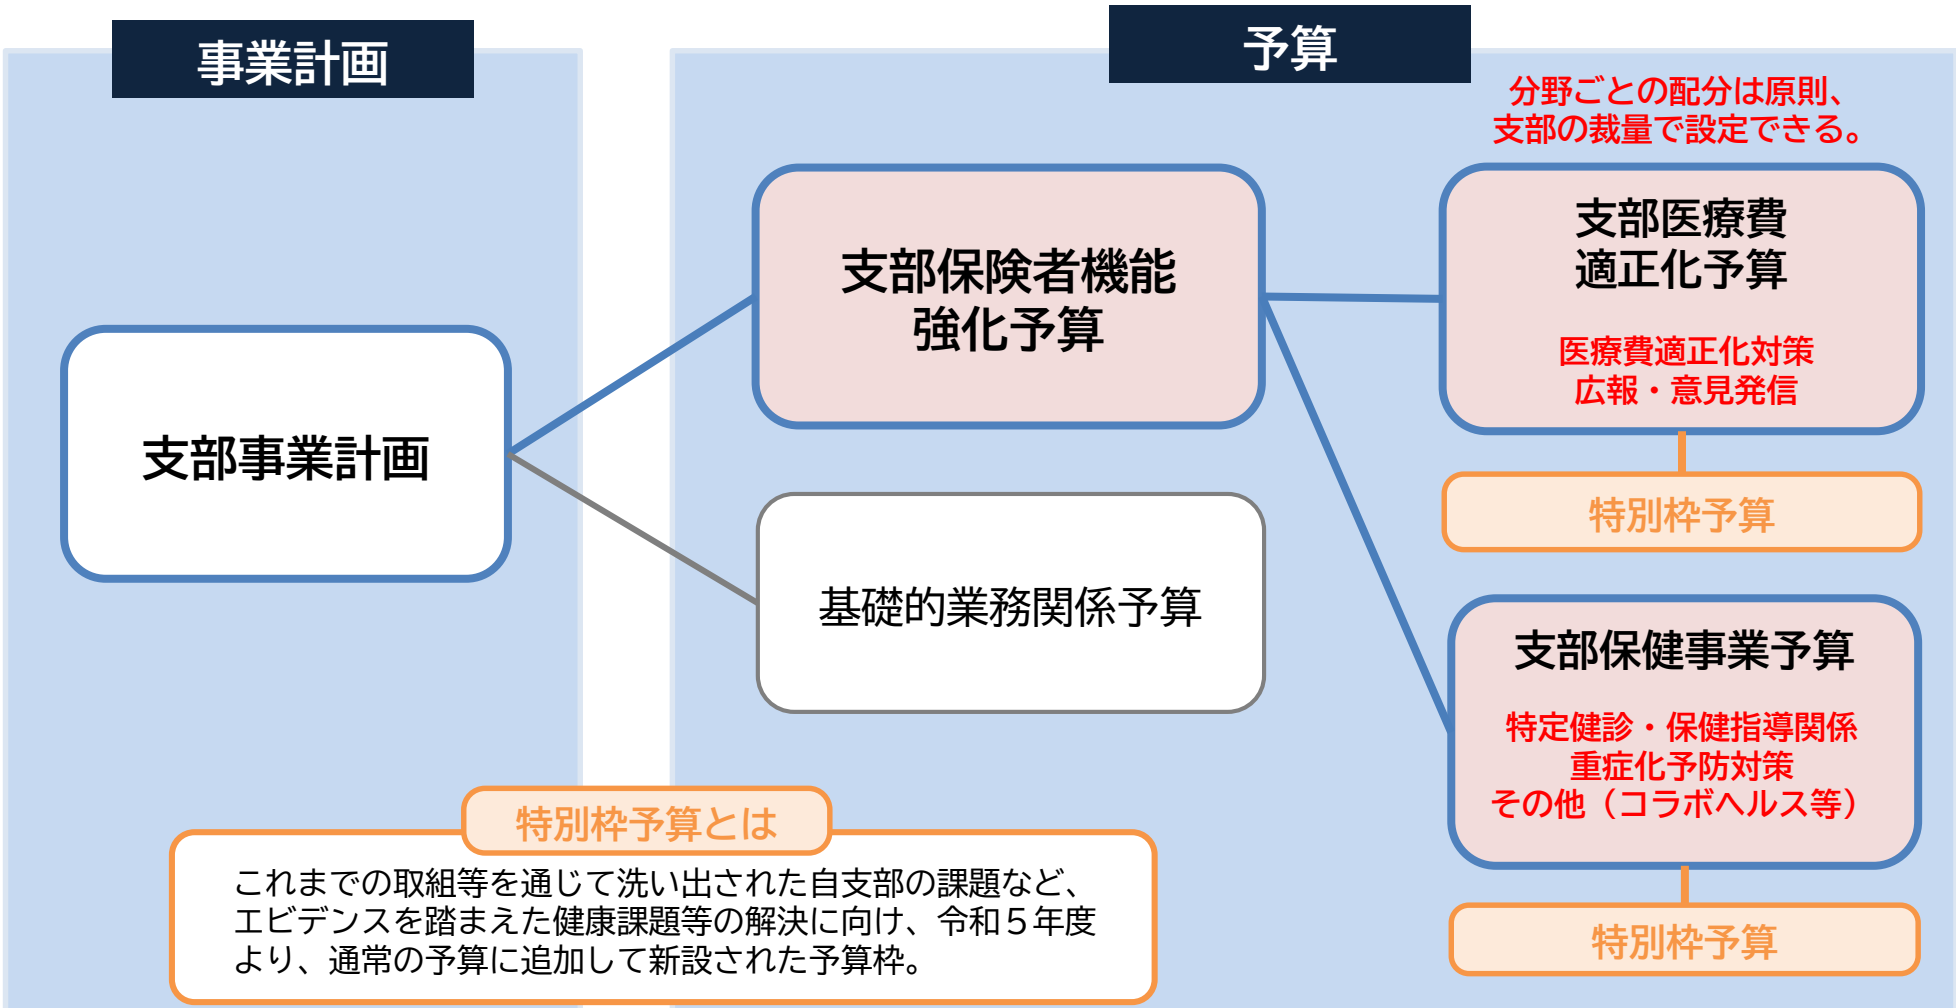 事業計画
予算
分野ごとの配分は原則、
支部の裁量で設定できる。
支部事業計画
支部保険者機能
強化予算
基礎的業務関係予算
支部医療費
適正化予算
医療費適正化対策
広報・意見発信
特別枠予算
支部保健事業予算
特定健診・保健指導関係
重症化予防対策
その他（コラボヘルス等）
特別枠予算
特別枠予算とは
これまでの取組等を通じて洗い出された自支部の課題など、
エビデンスを踏まえた健康課題等の解決に向け、令和５年度
より、通常の予算に追加して新設された予算枠。